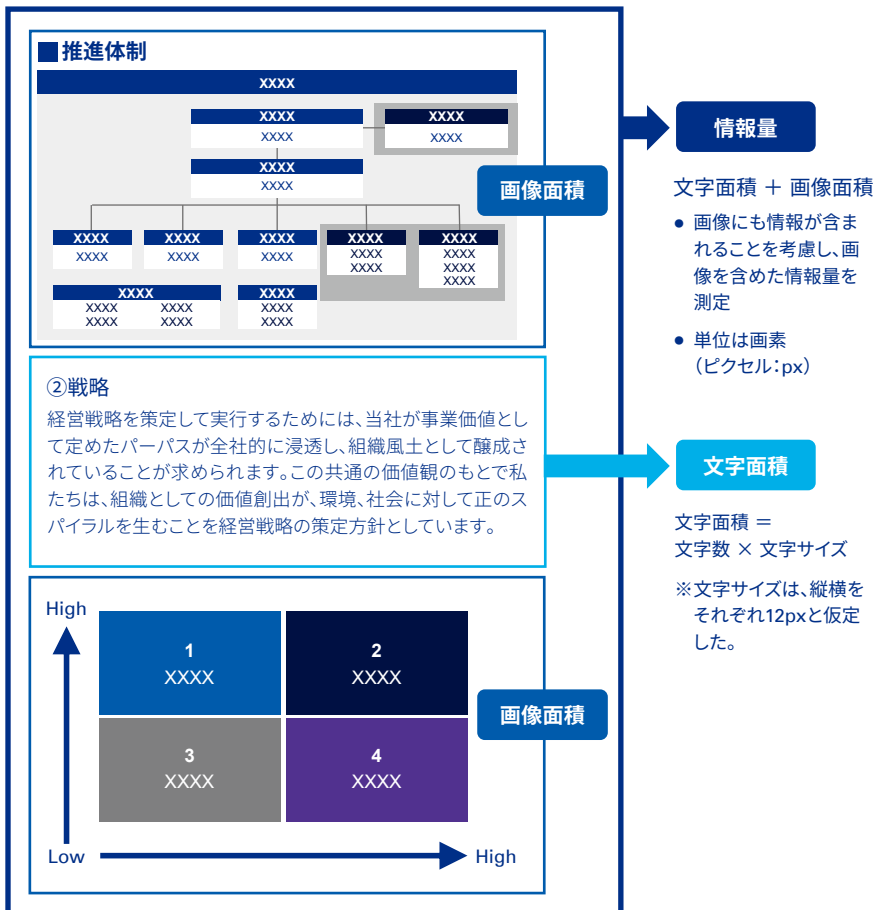 ■推進体制
XXXX
XXXX
XXXX
XXXX
XXXX
XXXX
XXXX
画像面積
XXXX XXXX XXXX XXXX XXXX
XXXX XXXX XXXX XXXX XXXX
XXXX XXXX
XXXX
XXXX XXXX
XXXX XXXX XXXX
XXXX XXXX XXXX
②戦略
経営戦略を策定して実行するためには、当社が事業価値とし
て定めたパーパスが全社的に浸透し、組織風土として醸成さ
れていることが求められます。この共通の価値観のもとで私
たちは、組織としての価値創出が、環境、社会に対して正のス
パイラルを生むことを経営戦略の策定方針としています。
High
1
XXXX
2
XXXX
画像面積
3
XXXX
4
XXXX
Low
High
情報量
文字面積 ＋ 画像面積
● 画像にも情報が含ま
れることを考慮し、画
像を含めた情報量を
測定
● 単位は画素
（ピクセル：px）
文字面積
文字面積 ＝
文字数 × 文字サイズ
※文字サイズは、縦横を
それぞれ12pxと仮定
した。